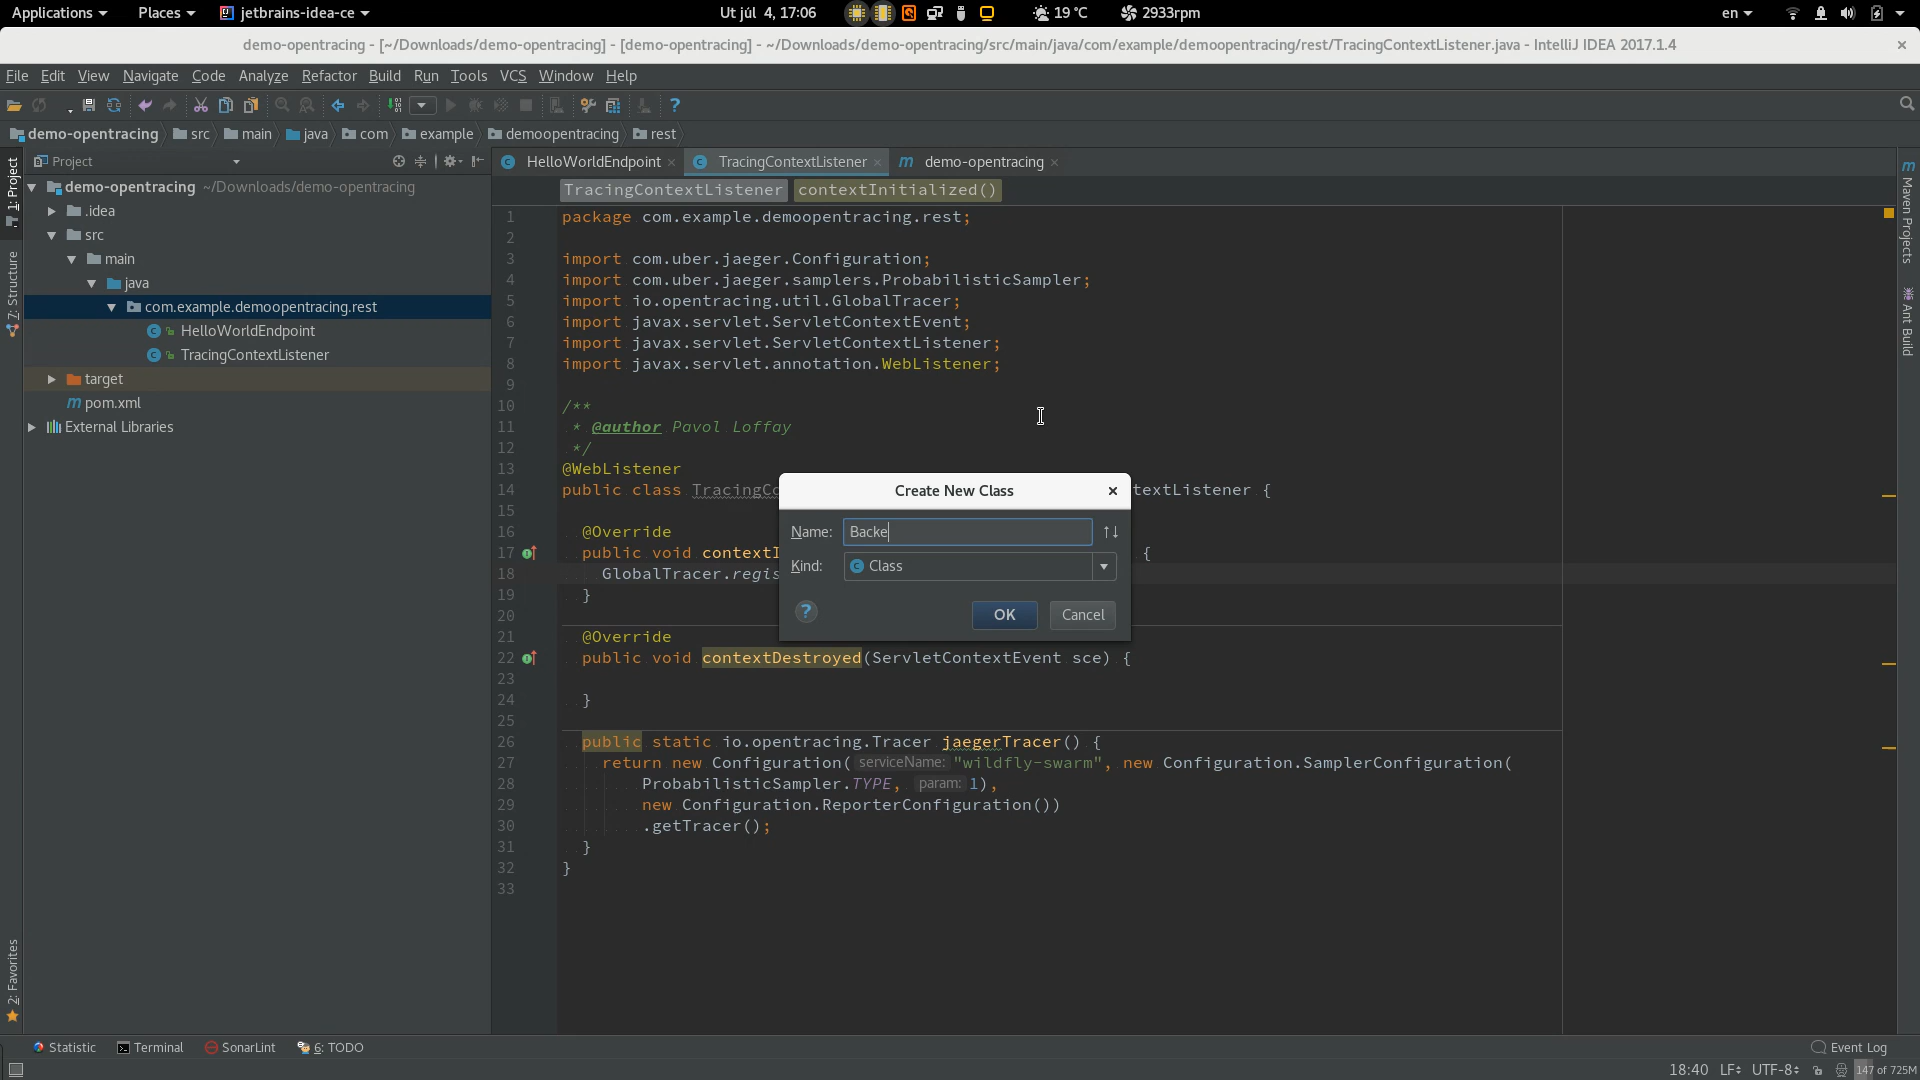 Applications Places jetbrains-idea-ce Ut júl 4, 17:06 19 °C 2933rpm en
demo-opentracing - [~/Downloads/demo-opentracing] - [demo-opentracing] - ~/Downloads/demo-opentracing/src/main/java/com/example/demoopentracing/rest/TracingContextListener.java - IntelliJ IDEA 2017.1.4
File Edit View Navigate Code Analyze Refactor Build Run Tools VCS Window Help
demo-opentracing src main java com example demoopentracing rest
1: Project
7: Structure
2: Favorites
Project
demo-opentracing ~/Downloads/demo-opentracing
.idea
src
main
java
com.example.demoopentracing.rest
HelloWorldEndpoint
TracingContextListener
target
pom.xml
External Libraries
HelloWorldEndpoint TracingContextListener demo-opentracing
TracingContextListener contextInitialized()
1 package com.example.demoopentracing.rest;
2
3 import com.uber.jaeger.Configuration;
4 import com.uber.jaeger.samplers.ProbabilisticSampler;
5 import io.opentracing.util.GlobalTracer;
6 import javax.servlet.ServletContextEvent;
7 import javax.servlet.ServletContextListener;
8 import javax.servlet.annotation.WebListener;
9
10 /**
11 * @author Pavol Loffay
12 */
13 @WebListener
14 public class TracingCo textListener {
15
16 @Override
17 public void contextI {
18 GlobalTracer.regis
19 }
20
21 @Override
22 public void contextDestroyed(ServletContextEvent sce) {
23
24 }
25
26 public static io.opentracing.Tracer jaegerTracer() {
27 return new Configuration( serviceName: "wildfly-swarm", new Configuration.SamplerConfiguration(
28 ProbabilisticSampler.TYPE, param: 1),
29 new Configuration.ReporterConfiguration())
30 .getTracer();
31 }
32 }
33
Create New Class
Name: Backe
Kind: Class
OK Cancel
Maven Projects
Ant Build
Statistic Terminal SonarLint 6: TODO Event Log
18:40 LF UTF-8 147 of 725M